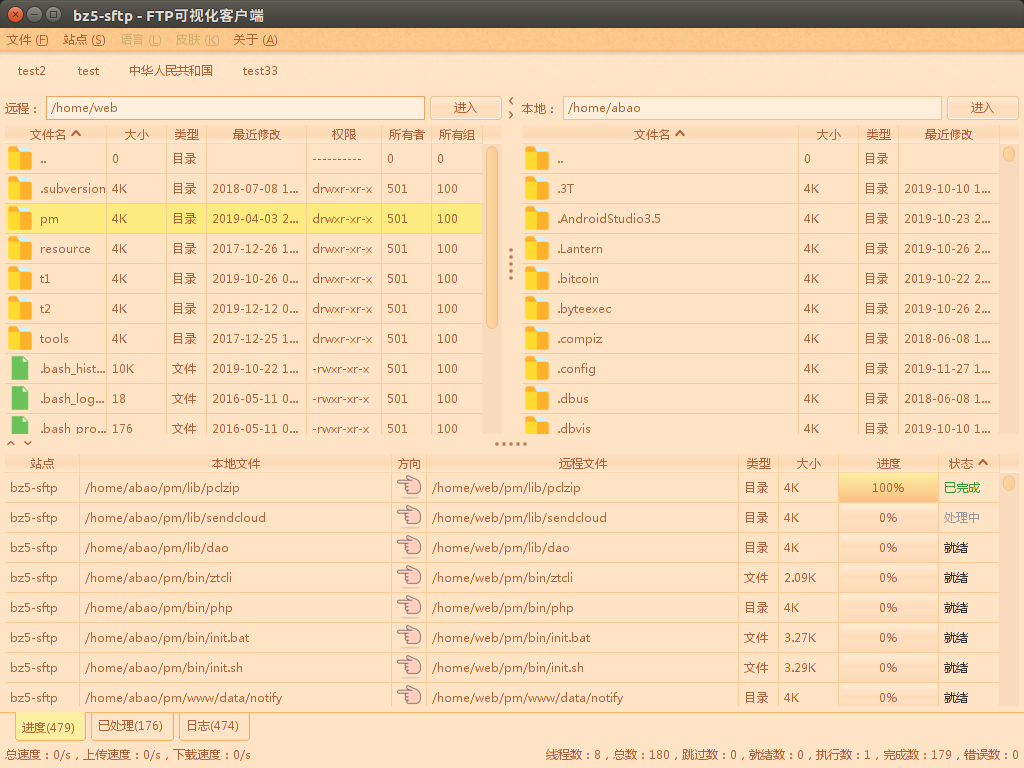 bz5-sftp - FTP可视化客户端
文件 (F) 站点 (S) 语言 (L) 皮肤 (K) 关于 (A)
test2 test 中华人民共和国 test33
远程： /home/web 进入 本地： /home/abao 进入
文件名 大小 类型 最近修改 权限 所有者 所有组 文件名 大小 类型 最近修改
.. 0 目录 ---------- 0 0 .. 0 目录
.subversion 4K 目录 2018-07-08 1... drwxr-xr-x 501 100 .3T 4K 目录 2019-10-10 1...
pm 4K 目录 2019-04-03 2... drwxr-xr-x 501 100 .AndroidStudio3.5 4K 目录 2019-10-23 2...
resource 4K 目录 2017-12-26 1... drwxr-xr-x 501 100 .Lantern 4K 目录 2019-10-26 2...
t1 4K 目录 2019-10-26 0... drwxr-xr-x 501 100 .bitcoin 4K 目录 2019-10-22 2...
t2 4K 目录 2019-12-12 0... drwxr-xr-x 501 100 .byteexec 4K 目录 2019-10-26 2...
tools 4K 目录 2017-12-25 1... drwxr-xr-x 501 100 .compiz 4K 目录 2018-06-08 1...
.bash_hist... 10K 文件 2019-10-22 1... -rwxr-xr-x 501 100 .config 4K 目录 2019-11-27 1...
.bash_log... 18 文件 2016-05-11 0... -rwxr-xr-x 501 100 .dbus 4K 目录 2018-06-08 1...
.bash_pro... 176 文件 2016-05-11 0... -rwxr-xr-x 501 100 .dbvis 4K 目录 2019-10-10 1...
站点 本地文件 方向 远程文件 类型 大小 进度 状态
bz5-sftp /home/abao/pm/lib/pclzip /home/web/pm/lib/pclzip 目录 4K 100% 已完成
bz5-sftp /home/abao/pm/lib/sendcloud /home/web/pm/lib/sendcloud 目录 4K 0% 处理中
bz5-sftp /home/abao/pm/lib/dao /home/web/pm/lib/dao 目录 4K 0% 就绪
bz5-sftp /home/abao/pm/bin/ztcli /home/web/pm/bin/ztcli 文件 2.09K 0% 就绪
bz5-sftp /home/abao/pm/bin/php /home/web/pm/bin/php 目录 4K 0% 就绪
bz5-sftp /home/abao/pm/bin/init.bat /home/web/pm/bin/init.bat 文件 3.27K 0% 就绪
bz5-sftp /home/abao/pm/bin/init.sh /home/web/pm/bin/init.sh 文件 3.29K 0% 就绪
bz5-sftp /home/abao/pm/www/data/notify /home/web/pm/www/data/notify 目录 4K 0% 就绪
进度(479) 已处理(176) 日志(474)
总速度：0/s，上传速度：0/s，下载速度：0/s 线程数：8，总数：180，跳过数：0，就绪数：0，执行数：1，完成数：179，错误数：0